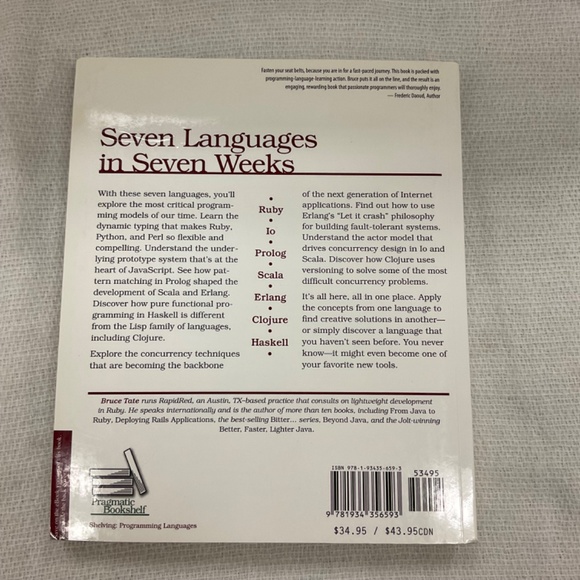 Fasten your seat belts, because you are in for a fast-paced journey. This book is packed with
programming-language-learning action. Bruce puts it all on the line, and the result is an
engaging, rewarding book that passionate programmers will thoroughly enjoy.
— Frederic Daoud, Author
Seven Languages
in Seven Weeks
With these seven languages, you'll
explore the most critical program-
ming models of our time. Learn the
dynamic typing that makes Ruby,
Python, and Perl so flexible and
compelling. Understand the under-
lying prototype system that's at the
heart of JavaScript. See how pat-
tern matching in Prolog shaped the
development of Scala and Erlang.
Discover how pure functional pro-
gramming in Haskell is different
from the Lisp family of languages,
including Clojure.
Explore the concurrency techniques
that are becoming the backbone
•
Ruby
•
Io
•
Prolog
•
Scala
•
Erlang
•
Clojure
•
Haskell
•
of the next generation of Internet
applications. Find out how to use
Erlang's "Let it crash" philosophy
for building fault-tolerant systems.
Understand the actor model that
drives concurrency design in Io and
Scala. Discover how Clojure uses
versioning to solve some of the most
difficult concurrency problems.
It's all here, all in one place. Apply
the concepts from one language to
find creative solutions in another—
or simply discover a language that
you haven't seen before. You never
know—it might even become one of
your favorite new tools.
Bruce Tate runs RapidRed, an Austin, TX–based practice that consults on lightweight development
in Ruby. He speaks internationally and is the author of more than ten books, including From Java to
Ruby, Deploying Rails Applications, the best-selling Bitter... series, Beyond Java, and the Jolt-winning
Better, Faster, Lighter Java.
Pragmatic
Bookshelf
Shelving: Programming Languages
ISBN 978-1-93435-659-3
53495
9 781934 356593
$34.95 / $43.95CDN